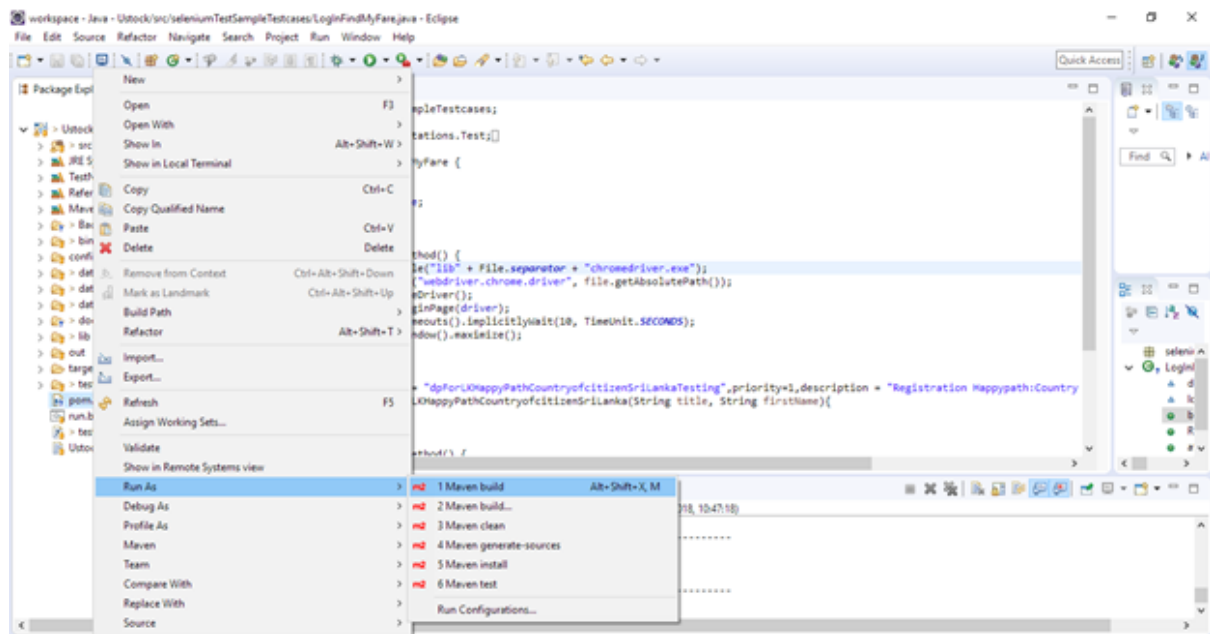 workspace - Java - Ustock/src/seleniumTestSampleTestcases/LogInFindMyFare.java - Eclipse
File Edit Source Refactor Navigate Search Project Run Window Help
Quick Access
Package Expl
Ustock
> src
JRE S
TestN
Refer
Mave
> Bac
> bin
confi
> dat
> dat
> dat
> do
> lib
out
targe
> tes
pom.
run.b
> tes
Ustoc
New
Open F3
Open With
Show In Alt+Shift+W
Show in Local Terminal
Copy Ctrl+C
Copy Qualified Name
Paste Ctrl+V
Delete Delete
Remove from Context Ctrl+Alt+Shift+Down
Mark as Landmark Ctrl+Alt+Shift+Up
Build Path
Refactor Alt+Shift+T
Import...
Export...
Refresh F5
Assign Working Sets...
Validate
Show in Remote Systems view
Run As
Debug As
Profile As
Maven
Team
Compare With
Replace With
Source
1 Maven build Alt+Shift+X, M
2 Maven build...
3 Maven clean
4 Maven generate-sources
5 Maven install
6 Maven test
Run Configurations...
mpleTestcases;
tations.Test;
MyFare {
e;
thod() {
le("lib" + File.separator + "chromedriver.exe");
("webdriver.chrome.driver", file.getAbsolutePath());
eDriver();
ginPage(driver);
meouts().implicitlyWait(10, TimeUnit.SECONDS);
ndow().maximize();
= "dpForLKHappyPathCountryofcitizenSriLankaTesting",priority=1,description = "Registration Happypath:Country
LKHappyPathCountryofcitizenSriLanka(String title, String firstName){
ethod() {
018, 10:47:18)
----------
----------
Find
Al
seleni
LogInI
d
lo
b
R